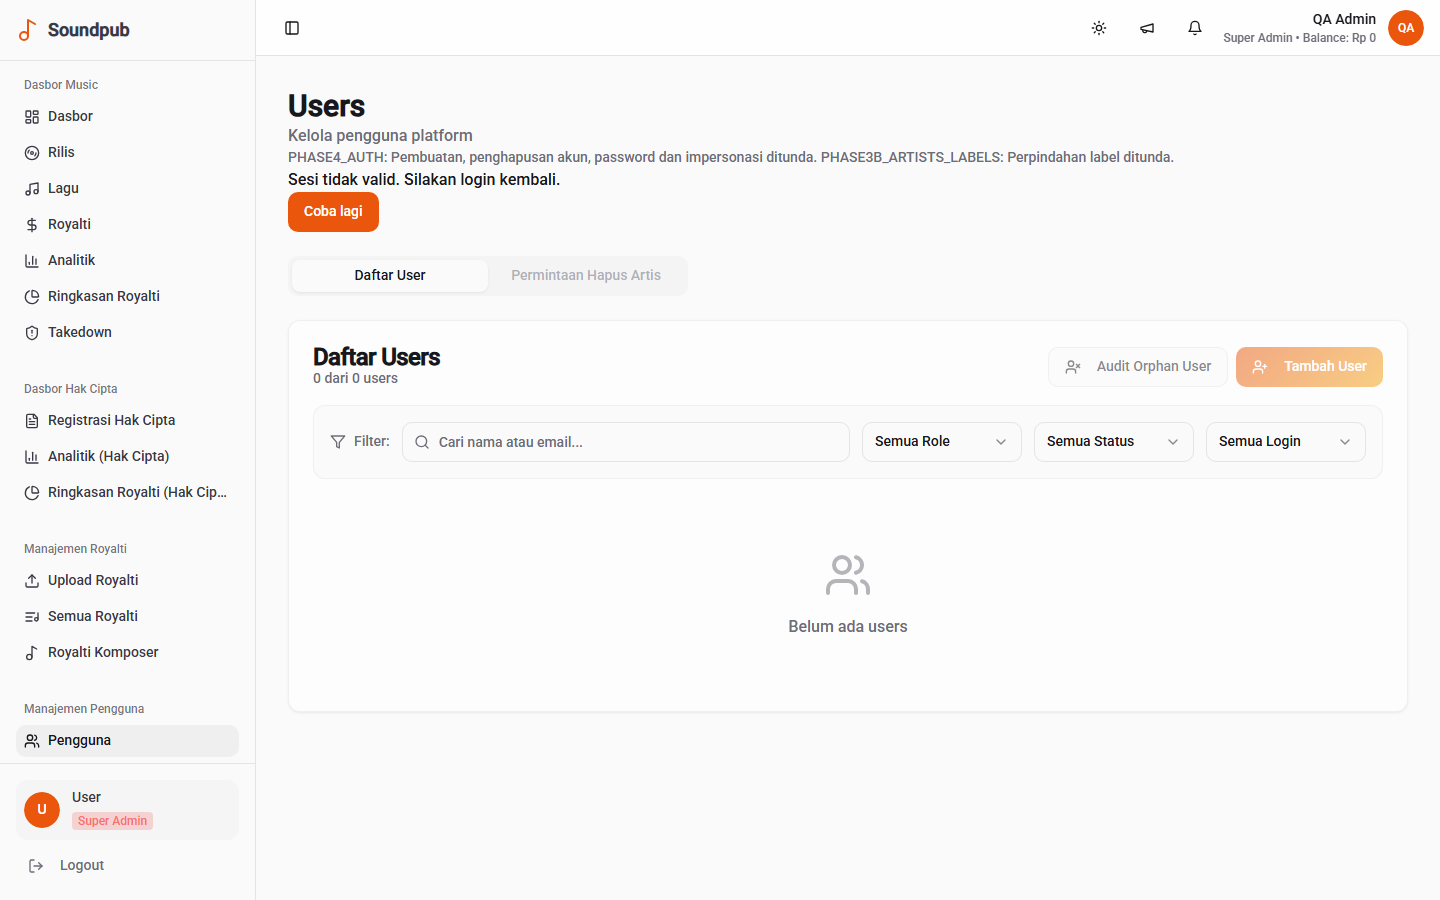 Soundpub
Dasbor Music
Dasbor
Rilis
Lagu
Royalti
Analitik
Ringkasan Royalti
Takedown
Dasbor Hak Cipta
Registrasi Hak Cipta
Analitik (Hak Cipta)
Ringkasan Royalti (Hak Cip...
Manajemen Royalti
Upload Royalti
Semua Royalti
Royalti Komposer
Manajemen Pengguna
Pengguna
U
User
Super Admin
Logout
QA Admin
Super Admin • Balance: Rp 0
QA
Users
Kelola pengguna platform
PHASE4_AUTH: Pembuatan, penghapusan akun, password dan impersonasi ditunda. PHASE3B_ARTISTS_LABELS: Perpindahan label ditunda.
Sesi tidak valid. Silakan login kembali.
Coba lagi
Daftar User
Permintaan Hapus Artis
Daftar Users
0 dari 0 users
Audit Orphan User
Tambah User
Filter:
Cari nama atau email...
Semua Role
Semua Status
Semua Login
Belum ada users